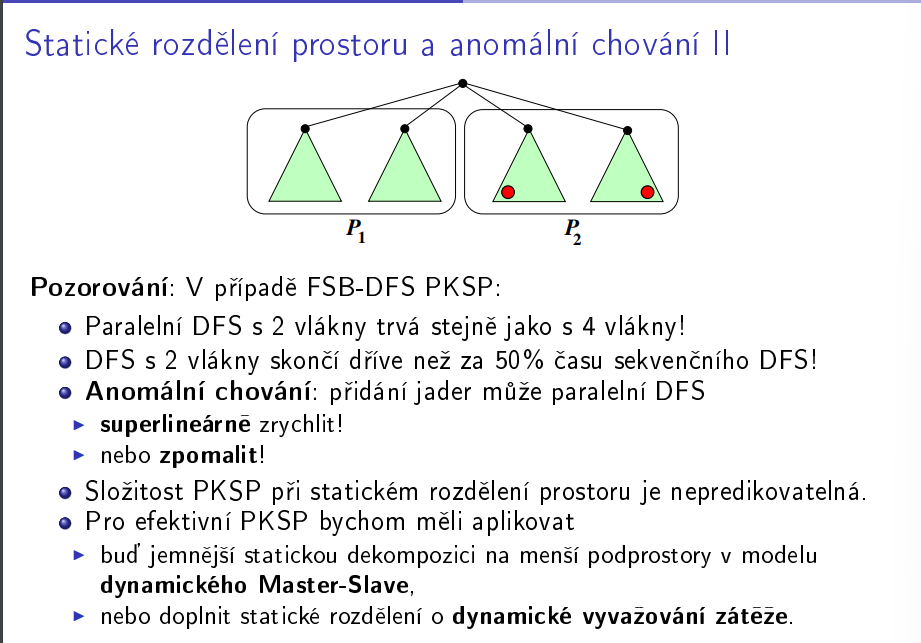 Statické rozdělení prostoru a anomální chování II
P1
P2
Pozorování: V případě FSB-DFS PKSP:
Paralelní DFS s 2 vlákny trvá stejně jako s 4 vlákny!
DFS s 2 vlákny skončí dříve než za 50% času sekvenčního DFS!
Anomální chování: přidání jader může paralelní DFS
superlineárně zrychlit!
nebo zpomalit!
Složitost PKSP při statickém rozdělení prostoru je nepredikovatelná.
Pro efektivní PKSP bychom měli aplikovat
buď jemnější statickou dekompozici na menší podprostory v modelu
dynamického Master-Slave,
nebo doplnit statické rozdělení o dynamické vyvažování zátěže.